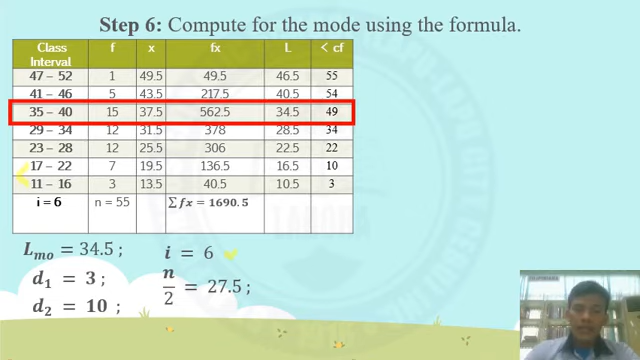 Step 6: Compute for the mode using the formula.
Class Interval f x fx L < cf
47 – 52 1 49.5 49.5 46.5 55
41 – 46 5 43.5 217.5 40.5 54
35 – 40 15 37.5 562.5 34.5 49
29 – 34 12 31.5 378 28.5 34
23 – 28 12 25.5 306 22.5 22
17 – 22 7 19.5 136.5 16.5 10
11 – 16 3 13.5 40.5 10.5 3
i = 6 n = 55 ∑fx = 1690.5
Lmo = 34.5 ; i = 6
d1 = 3 ; n/2 = 27.5 ;
d2 = 10 ;